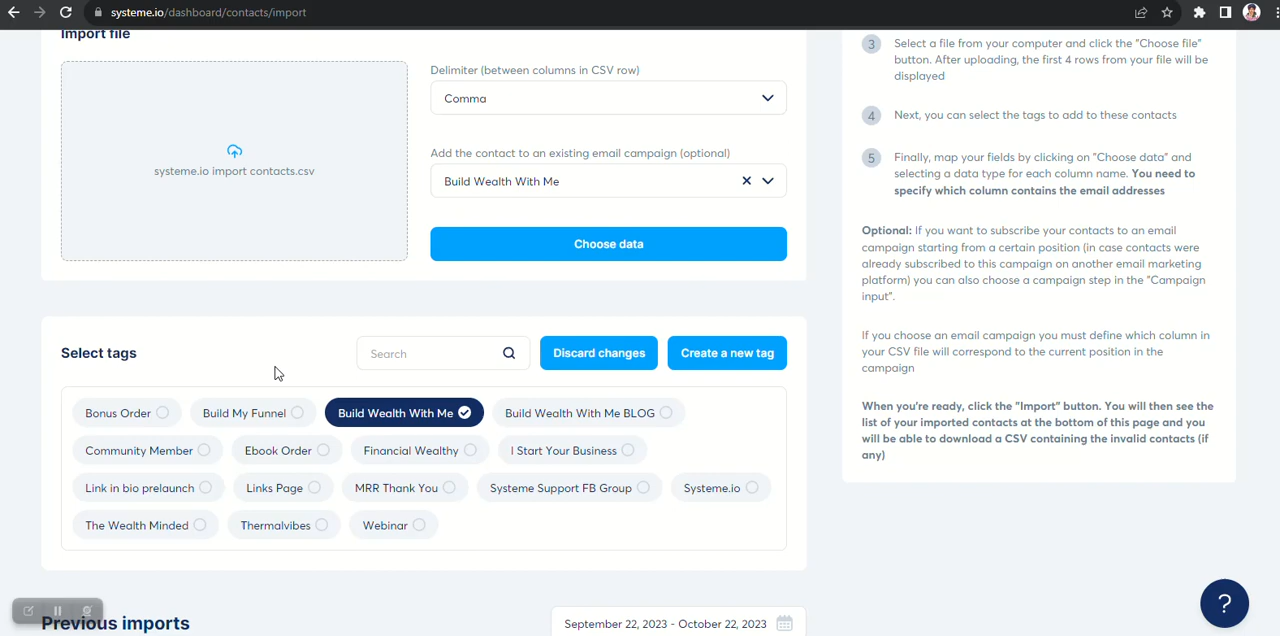 systeme.io/dashboard/contacts/import
Import file
systeme.io import contacts.csv
Delimiter (between columns in CSV row)
Comma
Add the contact to an existing email campaign (optional)
Build Wealth With Me
Choose data
Select tags
Search
Discard changes
Create a new tag
Bonus Order
Build My Funnel
Build Wealth With Me
Build Wealth With Me BLOG
Community Member
Ebook Order
Financial Wealthy
I Start Your Business
Link in bio prelaunch
Links Page
MRR Thank You
Systeme Support FB Group
Systeme.io
The Wealth Minded
Thermalvibes
Webinar
Previous imports
September 22, 2023 - October 22, 2023
3
Select a file from your computer and click the "Choose file"
button. After uploading, the first 4 rows from your file will be
displayed
4
Next, you can select the tags to add to these contacts
5
Finally, map your fields by clicking on "Choose data" and
selecting a data type for each column name. You need to
specify which column contains the email addresses
Optional: If you want to subscribe your contacts to an email
campaign starting from a certain position (in case contacts were
already subscribed to this campaign on another email marketing
platform) you can also choose a campaign step in the "Campaign
input".
If you choose an email campaign you must define which column in
your CSV file will correspond to the current position in the
campaign
When you're ready, click the "Import" button. You will then see the
list of your imported contacts at the bottom of this page and you
will be able to download a CSV containing the invalid contacts (if
any)
?